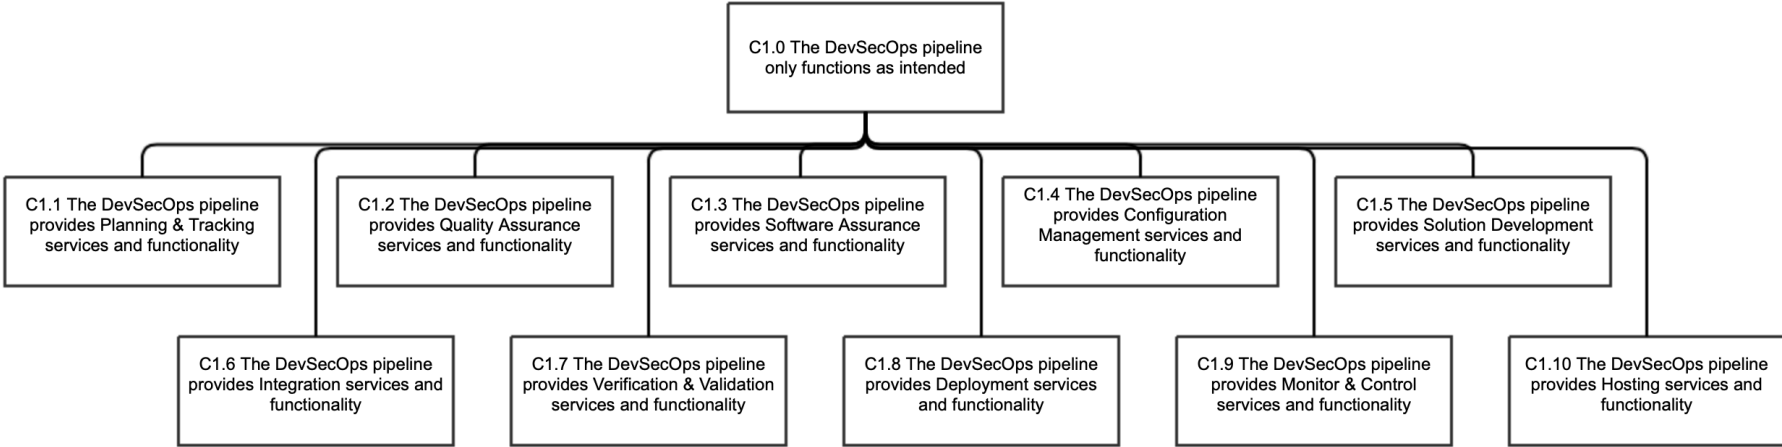 C1.0 The DevSecOps pipeline
only functions as intended
C1.1 The DevSecOps pipeline
provides Planning & Tracking
services and functionality
C1.2 The DevSecOps pipeline
provides Quality Assurance
services and functionality
C1.3 The DevSecOps pipeline
provides Software Assurance
services and functionality
C1.4 The DevSecOps pipeline
provides Configuration
Management services and
functionality
C1.5 The DevSecOps pipeline
provides Solution Development
services and functionality
C1.6 The DevSecOps pipeline
provides Integration services and
functionality
C1.7 The DevSecOps pipeline
provides Verification & Validation
services and functionality
C1.8 The DevSecOps pipeline
provides Deployment services
and functionality
C1.9 The DevSecOps pipeline
provides Monitor & Control
services and functionality
C1.10 The DevSecOps pipeline
provides Hosting services and
functionality